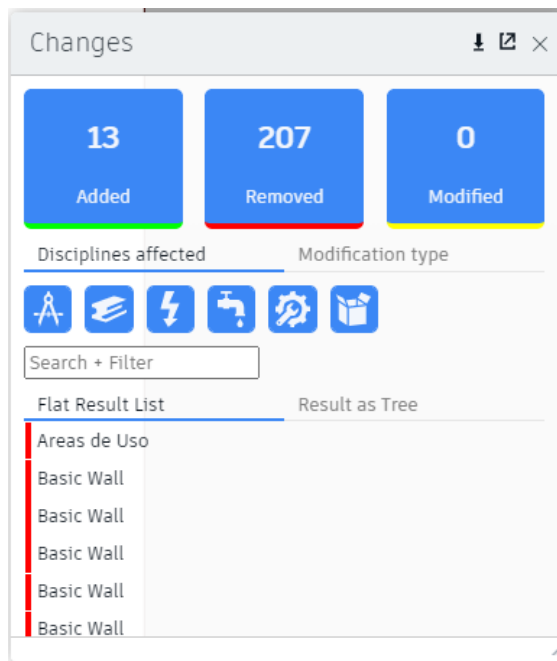 Changes
13 207 0
Added Removed Modified
Disciplines affected Modification type
Search + Filter
Flat Result List Result as Tree
Areas de Uso
Basic Wall
Basic Wall
Basic Wall
Basic Wall
Basic Wall